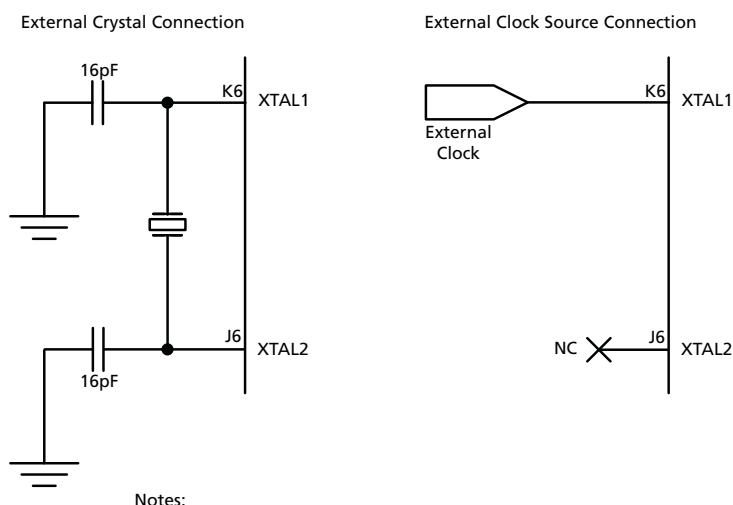 External Crystal Connection
16pF
K6
XTAL1
J6
XTAL2
16pF
External Clock Source Connection
K6
XTAL1
External
Clock
J6
NC
XTAL2
Notes: